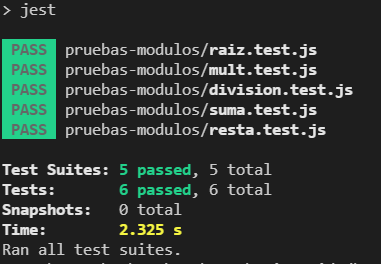 > jest
PASS pruebas-modulos/raiz.test.js
PASS pruebas-modulos/mult.test.js
PASS pruebas-modulos/division.test.js
PASS pruebas-modulos/suma.test.js
PASS pruebas-modulos/resta.test.js
Test Suites: 5 passed, 5 total
Tests: 6 passed, 6 total
Snapshots: 0 total
Time: 2.325 s
Ran all test suites.